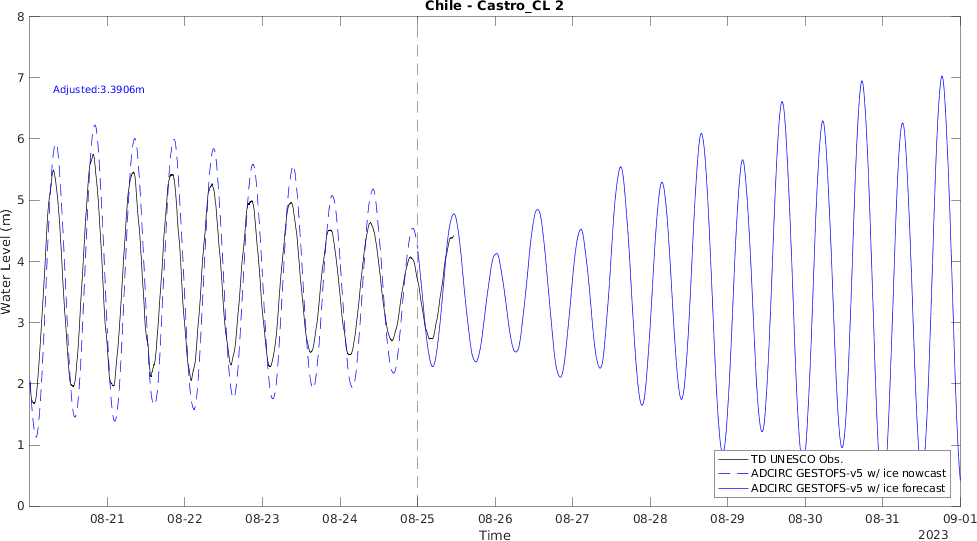 Chile - Castro_CL 2
8
7
6
5
4
3
2
1
0
Water Level (m)
Adjusted:3.3906m
TD UNESCO Obs.
ADCIRC GESTOFS-v5 w/ ice nowcast
ADCIRC GESTOFS-v5 w/ ice forecast
08-21 08-22 08-23 08-24 08-25 08-26 08-27 08-28 08-29 08-30 08-31 09-01
Time
2023